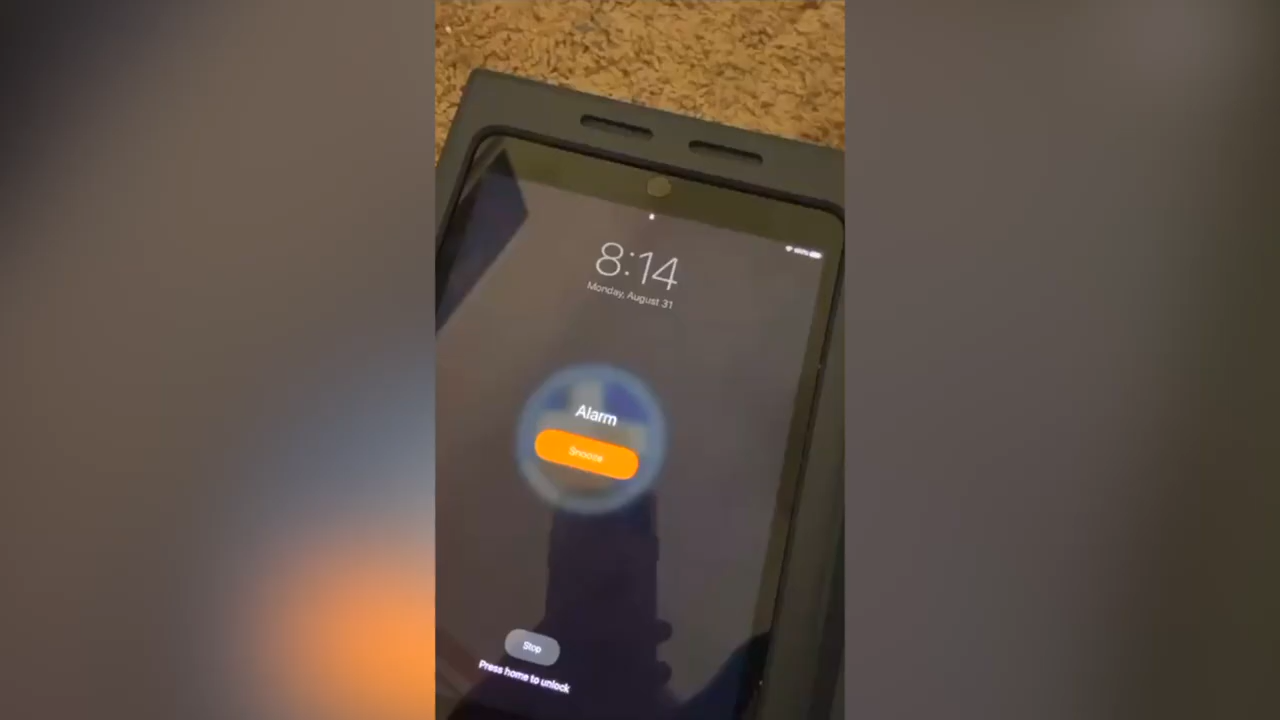 8:14
Monday, August 31
Alarm
Snooze
Stop
Press home to unlock